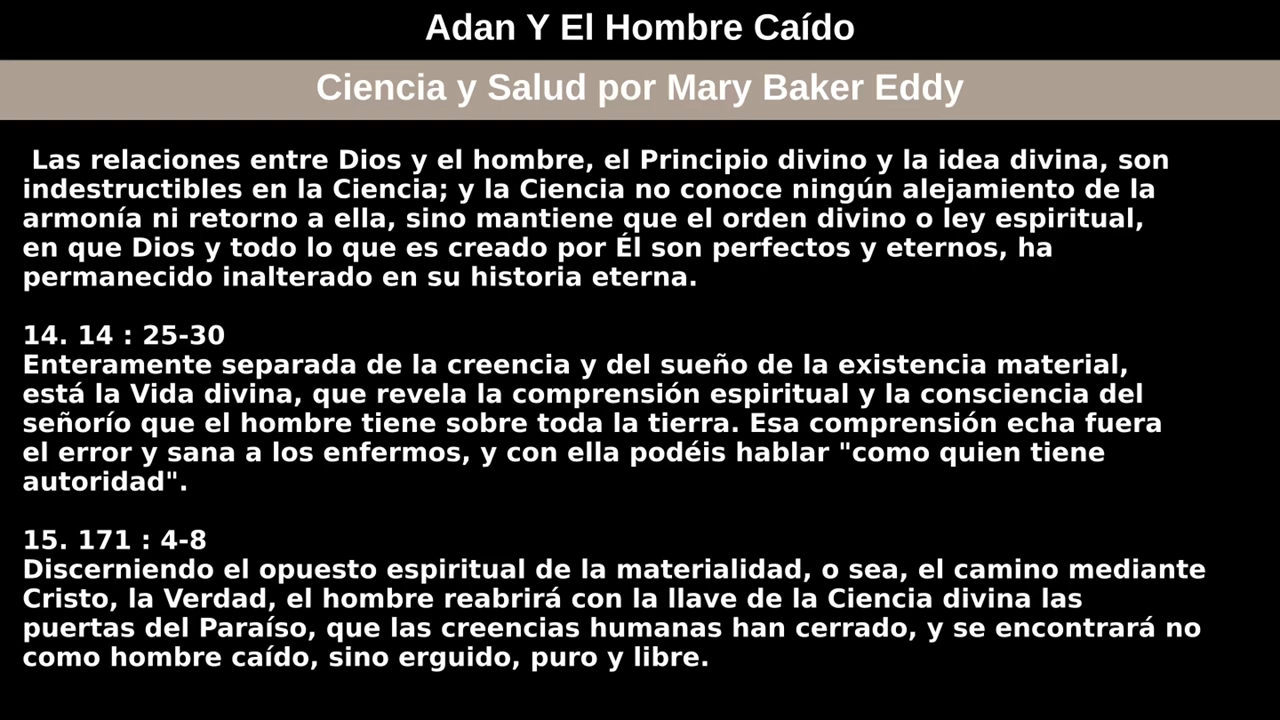 Adan Y El Hombre Caído
Ciencia y Salud por Mary Baker Eddy
Las relaciones entre Dios y el hombre, el Principio divino y la idea divina, son
indestructibles en la Ciencia; y la Ciencia no conoce ningún alejamiento de la
armonía ni retorno a ella, sino mantiene que el orden divino o ley espiritual,
en que Dios y todo lo que es creado por Él son perfectos y eternos, ha
permanecido inalterado en su historia eterna.
14. 14 : 25-30
Enteramente separada de la creencia y del sueño de la existencia material,
está la Vida divina, que revela la comprensión espiritual y la consciencia del
señorío que el hombre tiene sobre toda la tierra. Esa comprensión echa fuera
el error y sana a los enfermos, y con ella podéis hablar "como quien tiene
autoridad".
15. 171 : 4-8
Discerniendo el opuesto espiritual de la materialidad, o sea, el camino mediante
Cristo, la Verdad, el hombre reabrirá con la llave de la Ciencia divina las
puertas del Paraíso, que las creencias humanas han cerrado, y se encontrará no
como hombre caído, sino erguido, puro y libre.